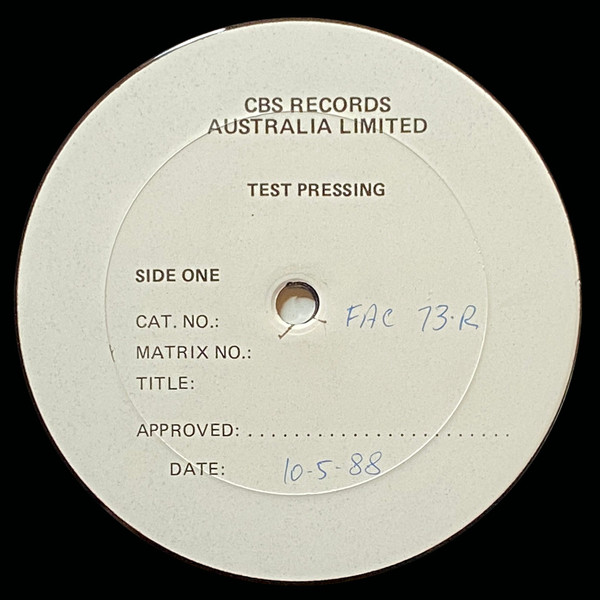 CBS RECORDS
AUSTRALIA LIMITED
TEST PRESSING
SIDE ONE
CAT. NO.: FAC 73·R
MATRIX NO.:
TITLE:
APPROVED: .......................
DATE: 10-5-88